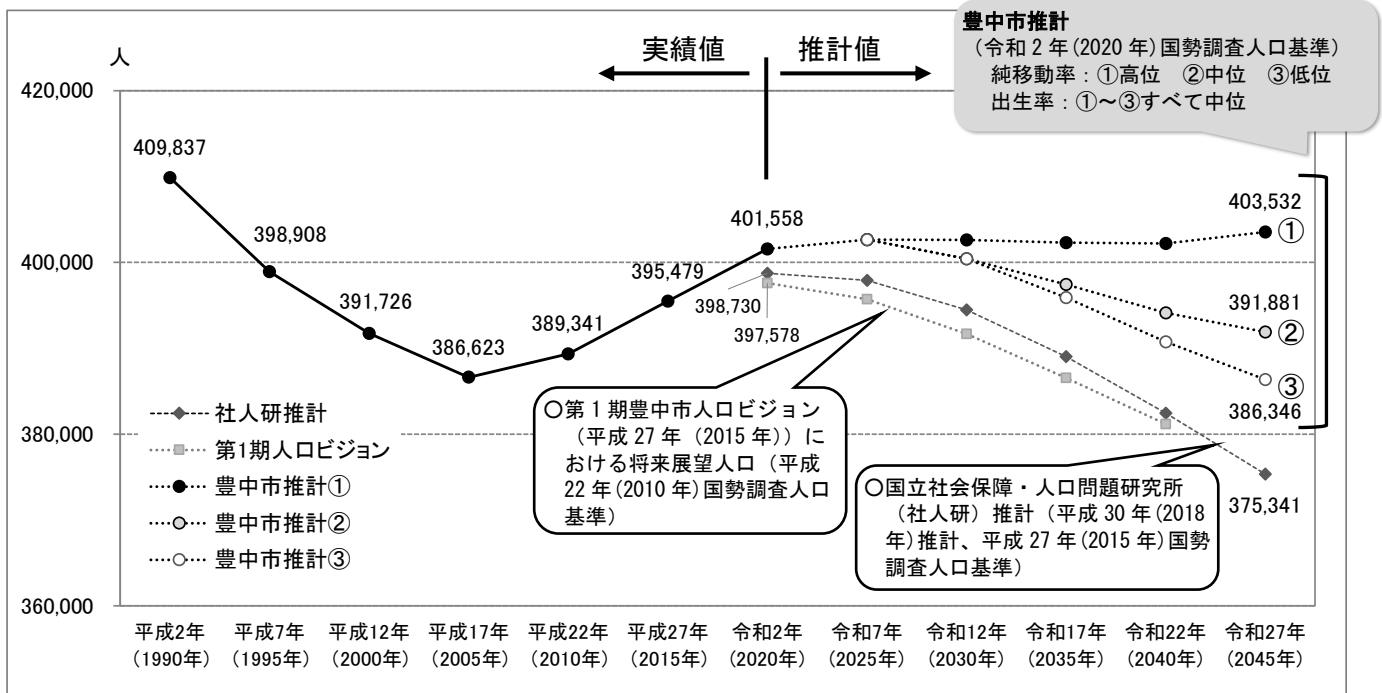 豊中市推計
（令和2年(2020年)国勢調査人口基準）
純移動率：①高位　②中位　③低位
出生率：①～③すべて中位
人
実績値
推計値
420,000
400,000
380,000
360,000
409,837
398,908
391,726
386,623
389,341
395,479
401,558
398,730
397,578
403,532
①
391,881
②
③
386,346
375,341
社人研推計
第1期人口ビジョン
豊中市推計①
豊中市推計②
豊中市推計③
○第1期豊中市人口ビジョン
（平成27年（2015年））に
おける将来展望人口（平成
22年(2010年)国勢調査人口
基準）
○国立社会保障・人口問題研究所
（社人研）推計（平成30年(2018
年)推計、平成27年(2015年)国勢
調査人口基準）
平成2年
（1990年）
平成7年
（1995年）
平成12年
（2000年）
平成17年
（2005年）
平成22年
（2010年）
平成27年
（2015年）
令和2年
（2020年）
令和7年
（2025年）
令和12年
（2030年）
令和17年
（2035年）
令和22年
（2040年）
令和27年
（2045年）